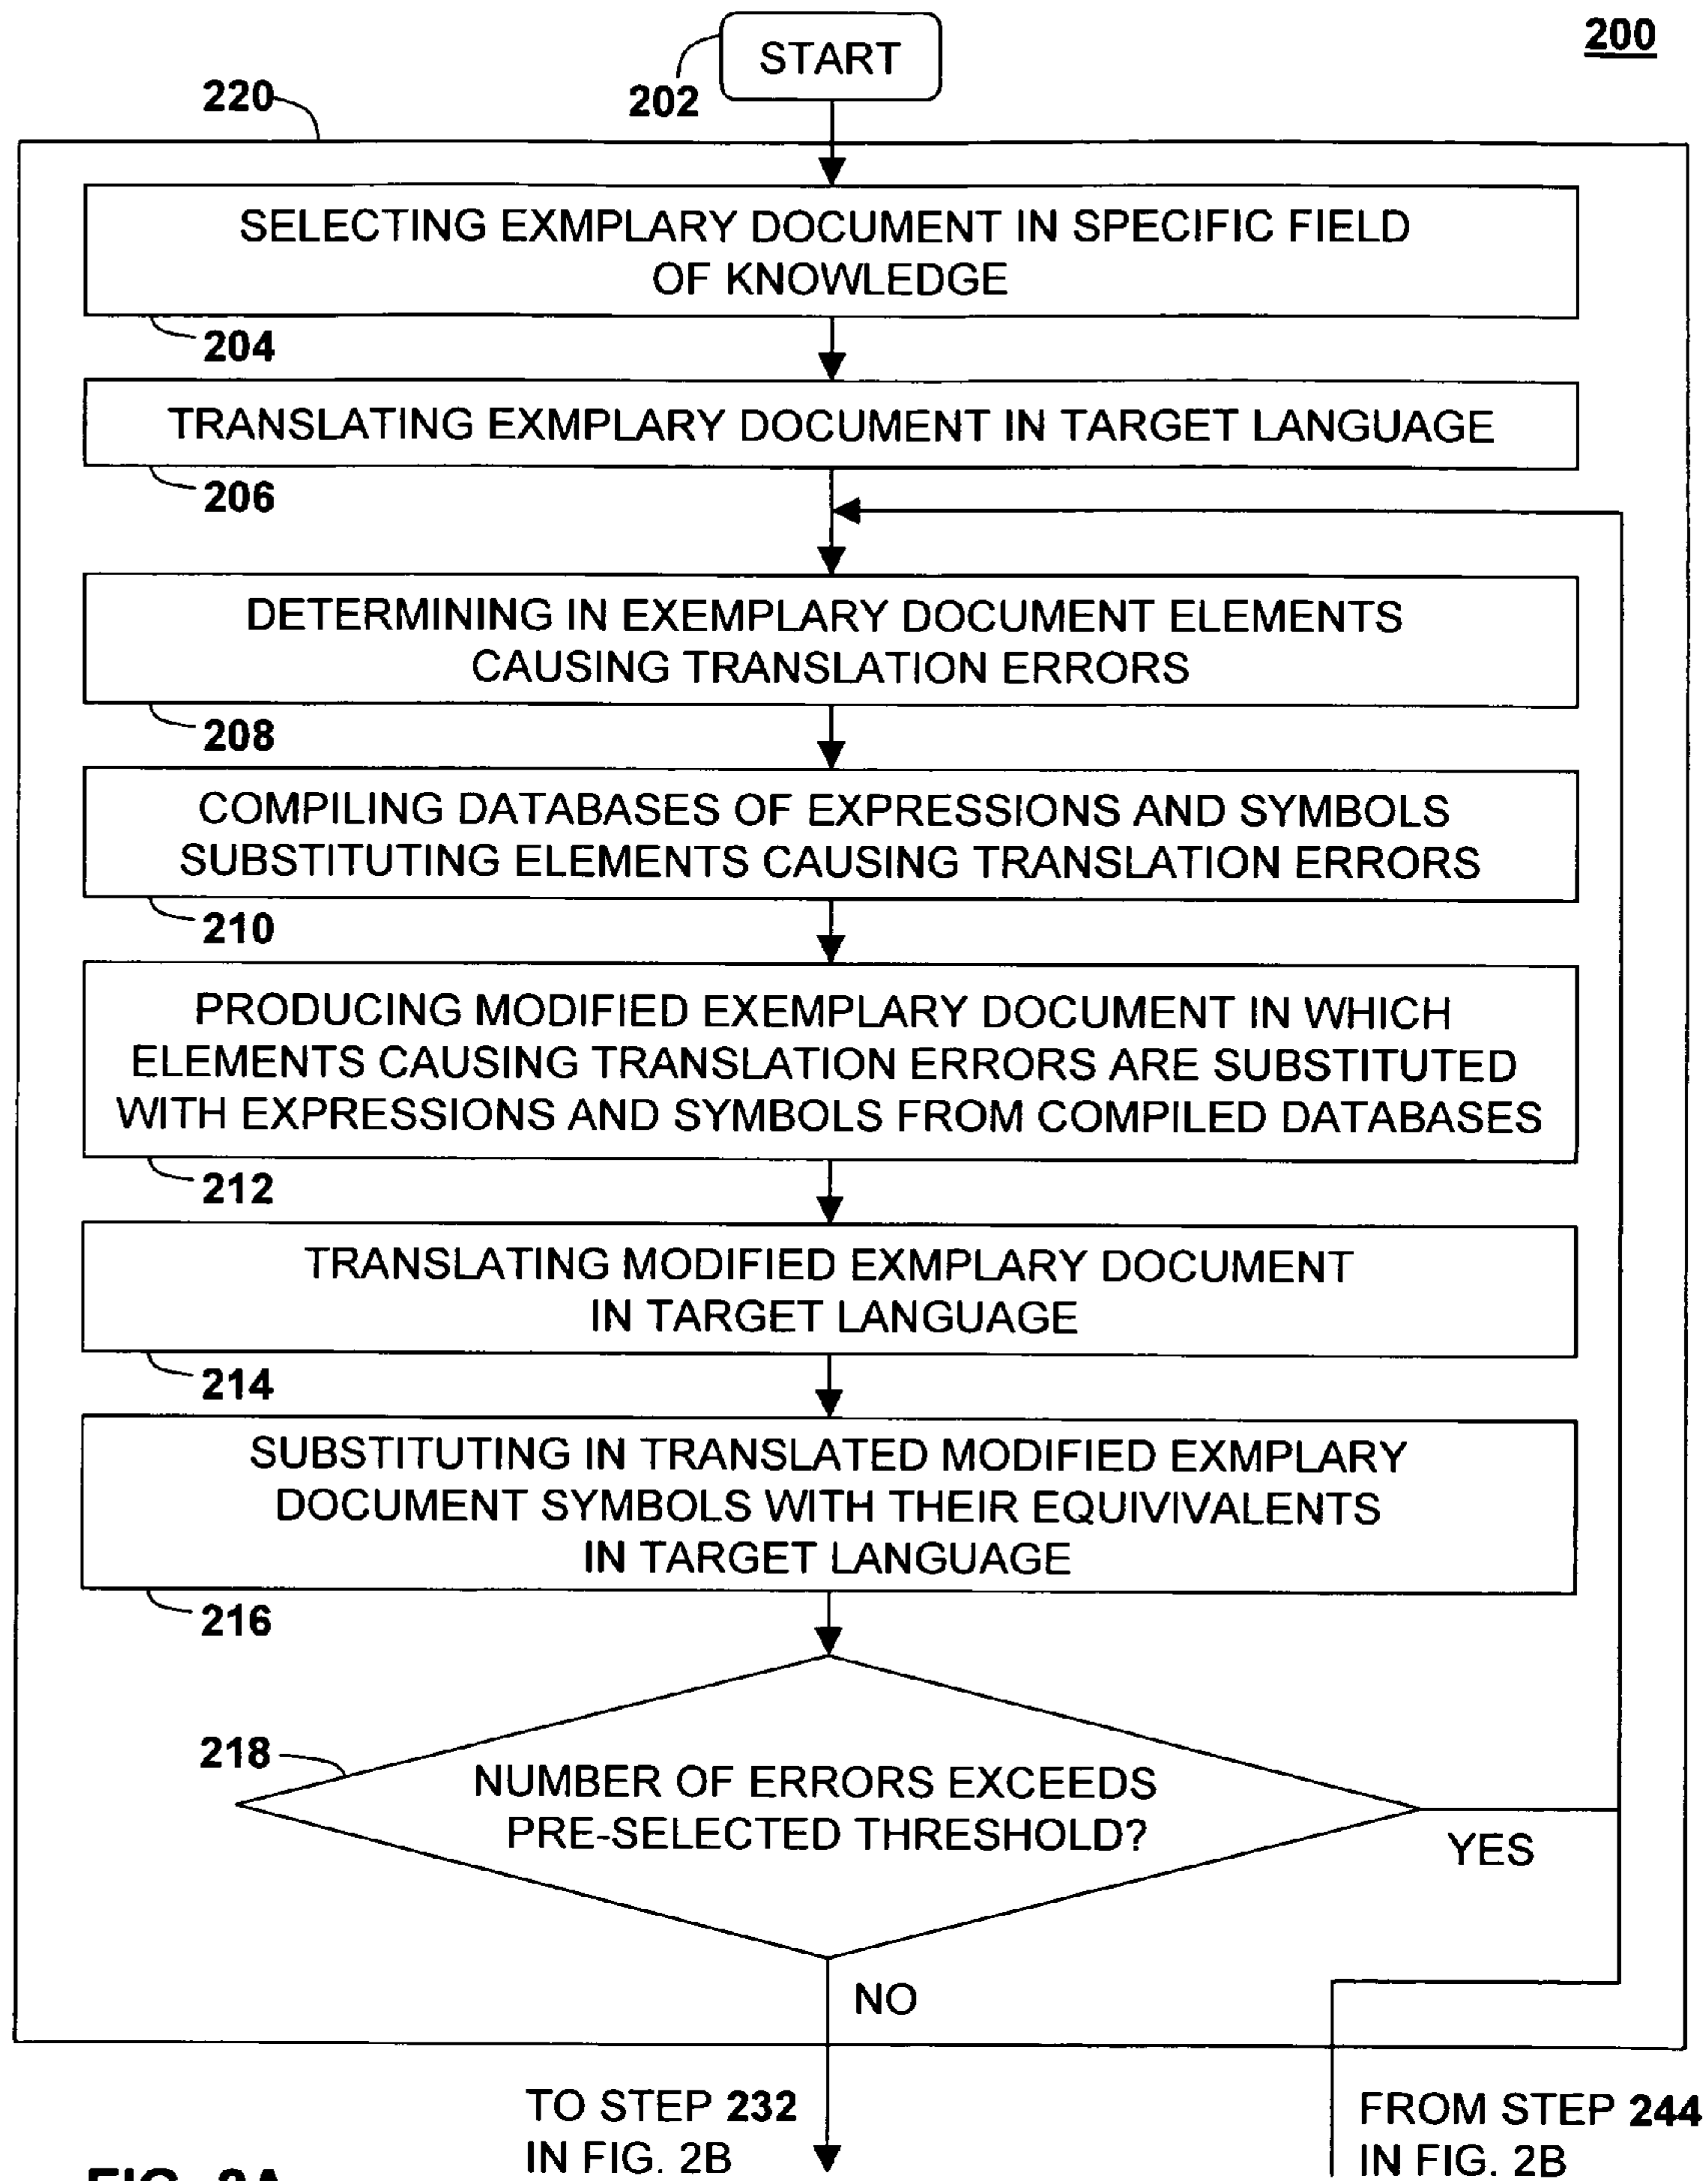 200
START
202
220
SELECTING EXMPLARY DOCUMENT IN SPECIFIC FIELD
OF KNOWLEDGE
204
TRANSLATING EXMPLARY DOCUMENT IN TARGET LANGUAGE
206
DETERMINING IN EXEMPLARY DOCUMENT ELEMENTS
CAUSING TRANSLATION ERRORS
208
COMPILING DATABASES OF EXPRESSIONS AND SYMBOLS
SUBSTITUTING ELEMENTS CAUSING TRANSLATION ERRORS
210
PRODUCING MODIFIED EXEMPLARY DOCUMENT IN WHICH
ELEMENTS CAUSING TRANSLATION ERRORS ARE SUBSTITUTED
WITH EXPRESSIONS AND SYMBOLS FROM COMPILED DATABASES
212
TRANSLATING MODIFIED EXMPLARY DOCUMENT
IN TARGET LANGUAGE
214
SUBSTITUTING IN TRANSLATED MODIFIED EXMPLARY
DOCUMENT SYMBOLS WITH THEIR EQUIVIVALENTS
IN TARGET LANGUAGE
216
218
NUMBER OF ERRORS EXCEEDS
PRE-SELECTED THRESHOLD?
YES
NO
TO STEP 232
IN FIG. 2B
FROM STEP 244
IN FIG. 2B
FIG. 2A